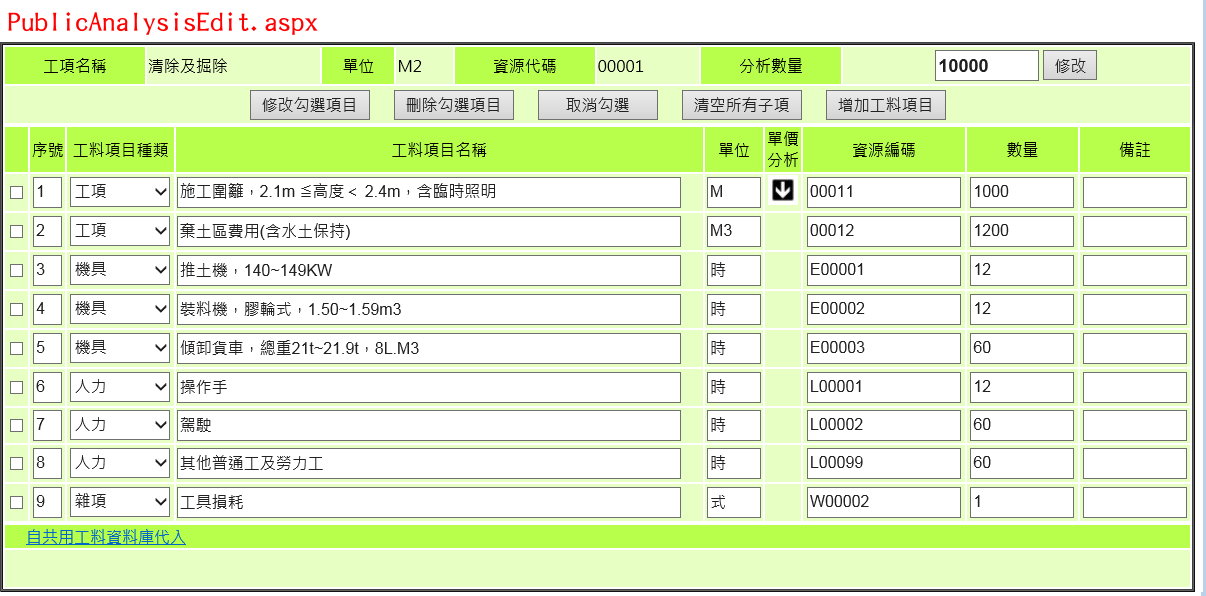 PublicAnalysisEdit.aspx
工項名稱 清除及掘除 單位 M2 資源代碼 00001 分析數量 10000 修改
修改勾選項目 刪除勾選項目 取消勾選 清空所有子項 增加工料項目
序號 工料項目種類 工料項目名稱 單位 單價分析 資源編碼 數量 備註
1 工項 施工圍籬，2.1m ≦高度< 2.4m，含臨時照明 M 00011 1000
2 工項 棄土區費用(含水土保持) M3 00012 1200
3 機具 推土機，140~149KW 時 E00001 12
4 機具 裝料機，膠輪式，1.50~1.59m3 時 E00002 12
5 機具 傾卸貨車，總重21t~21.9t，8L.M3 時 E00003 60
6 人力 操作手 時 L00001 12
7 人力 駕駛 時 L00002 60
8 人力 其他普通工及勞力工 時 L00099 60
9 雜項 工具損耗 式 W00002 1
自共用工料資料庫代入